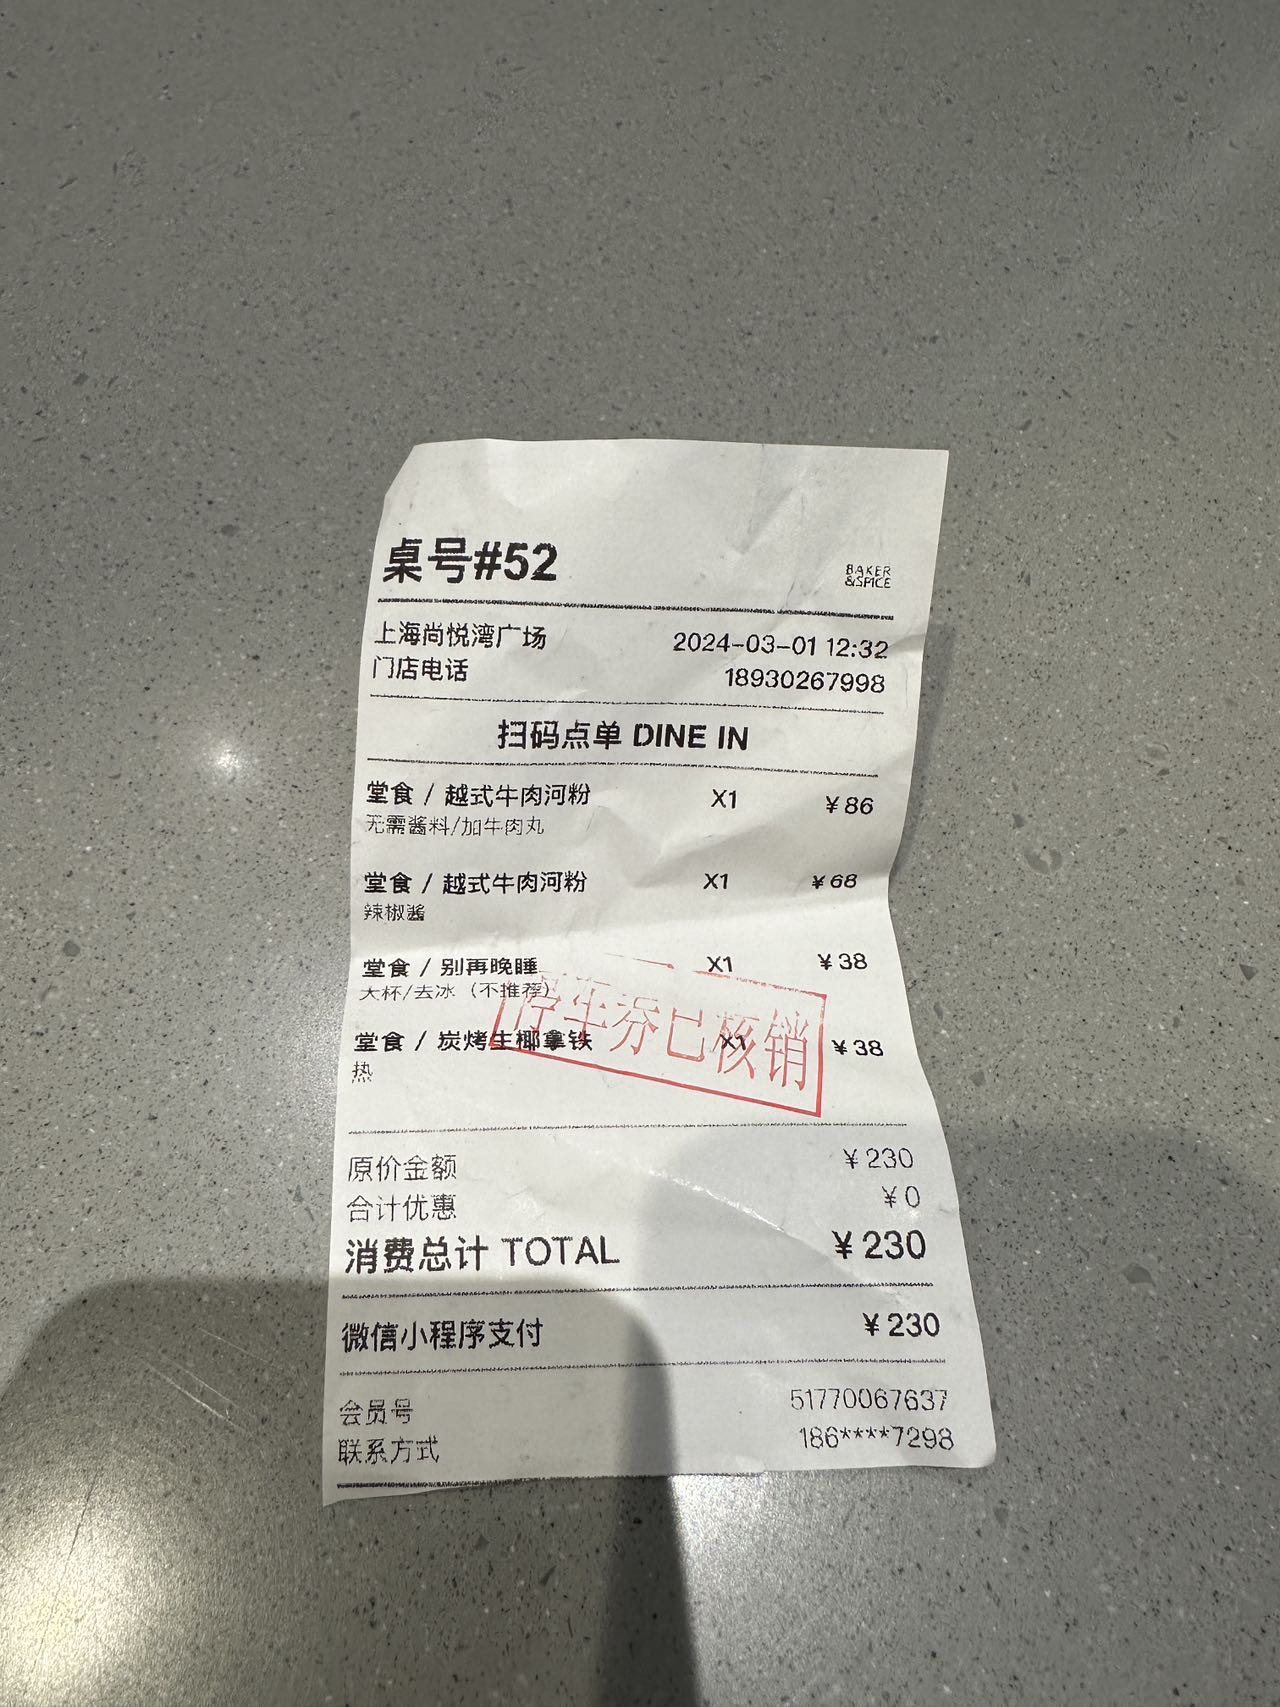 桌号#52
BAKER
&SPICE
上海尚悦湾广场 2024-03-01 12:32
门店电话 18930267998
扫码点单 DINE IN
堂食 / 越式牛肉河粉 X1 ¥86
无需酱料/加牛肉丸
堂食 / 越式牛肉河粉 X1 ¥68
辣椒酱
堂食 / 别再晚睡 X1 ¥38
大杯/去冰（不推荐）
停车券已核销
堂食 / 炭烤生椰拿铁 X1 ¥38
热
原价金额 ¥230
合计优惠 ¥0
消费总计 TOTAL ¥230
微信小程序支付 ¥230
会员号 51770067637
联系方式 186****7298